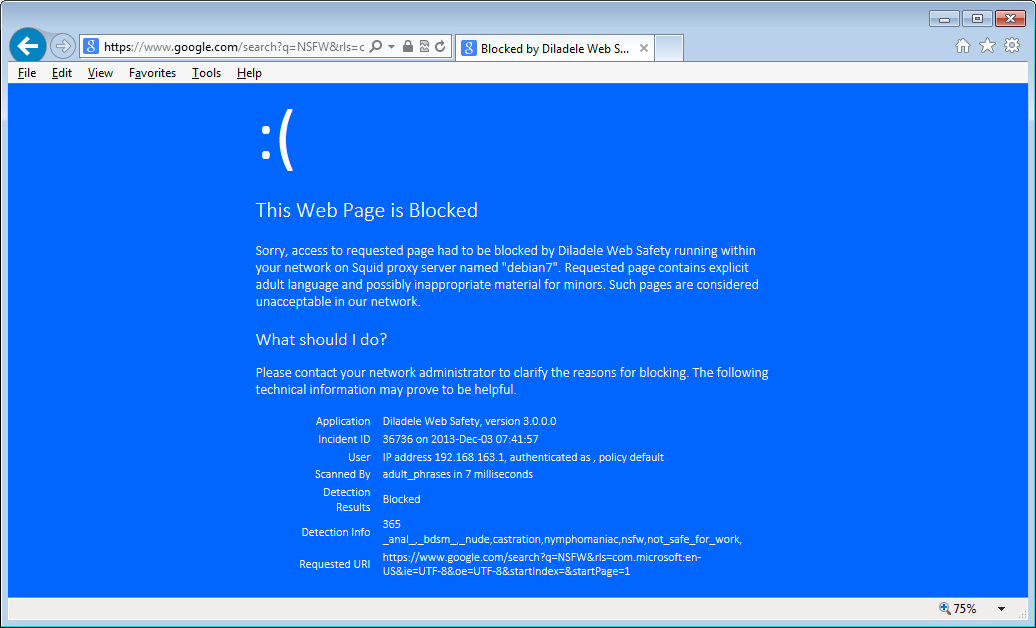 https://www.google.com/search?q=NSFW&rls=c
Blocked by Diladele Web S...
File Edit View Favorites Tools Help
:(
This Web Page is Blocked
Sorry, access to requested page had to be blocked by Diladele Web Safety running within
your network on Squid proxy server named "debian7". Requested page contains explicit
adult language and possibly inappropriate material for minors. Such pages are considered
unacceptable in our network.
What should I do?
Please contact your network administrator to clarify the reasons for blocking. The following
technical information may prove to be helpful.
Application Diladele Web Safety, version 3.0.0.0
Incident ID 36736 on 2013-Dec-03 07:41:57
User IP address 192.168.163.1, authenticated as , policy default
Scanned By adult_phrases in 7 milliseconds
Detection
Results Blocked
Detection Info 365
_anal_,_bdsm_,_nude,castration,nymphomaniac,nsfw,not_safe_for_work,
Requested URI https://www.google.com/search?q=NSFW&rls=com.microsoft:en-
US&ie=UTF-8&oe=UTF-8&startIndex=&startPage=1
75%